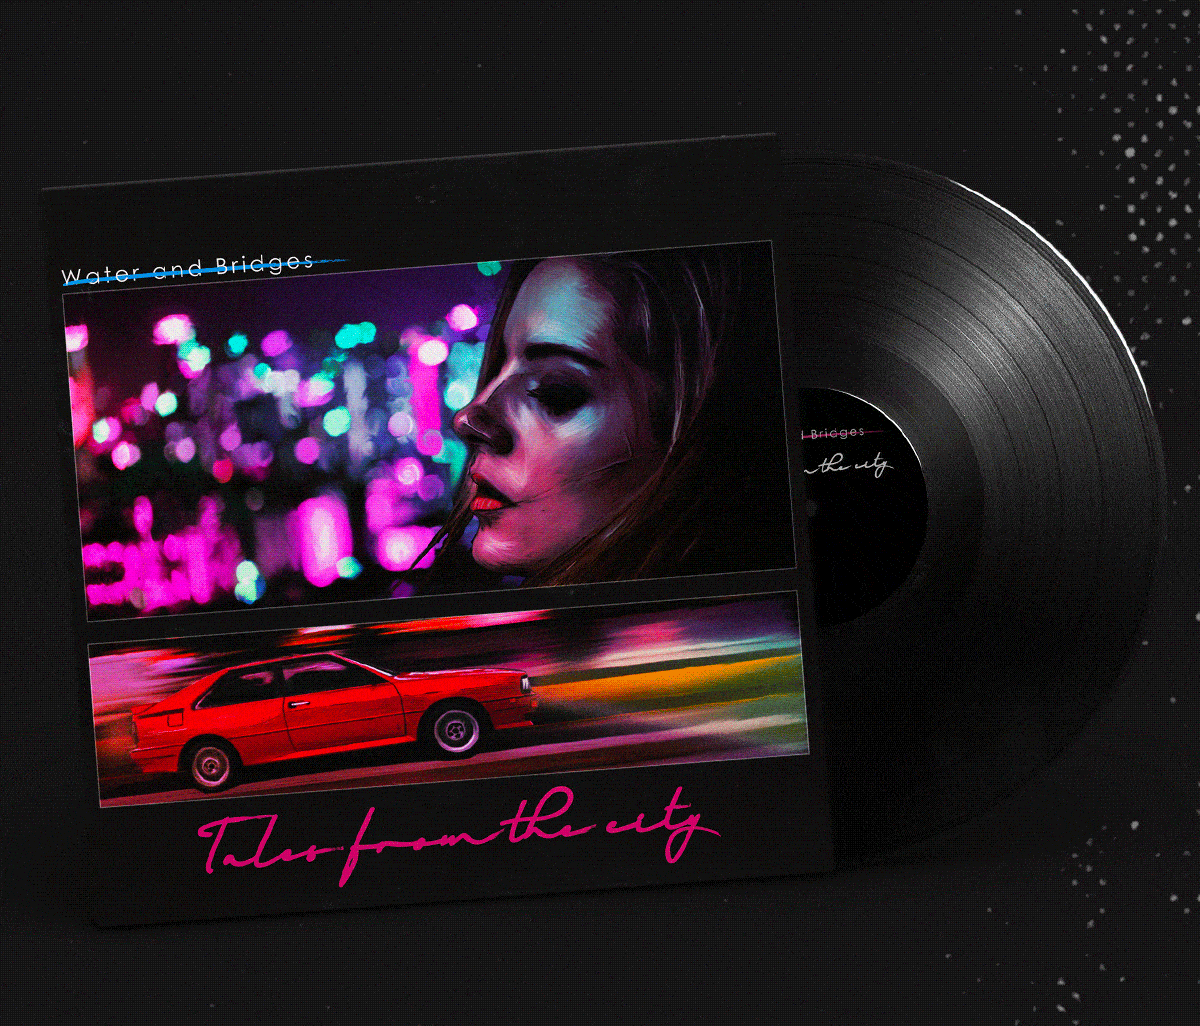 Water and Bridges
Tales from the city
d Bridges
m the city